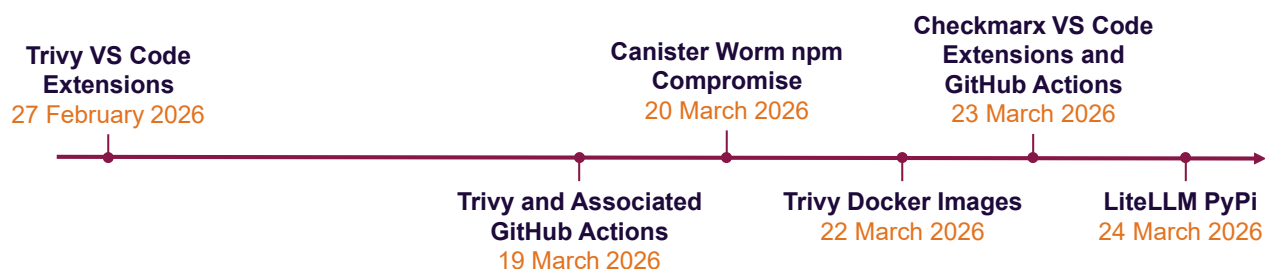 Trivy VS Code
Extensions
27 February 2026
Trivy and Associated
GitHub Actions
19 March 2026
Canister Worm npm
Compromise
20 March 2026
Trivy Docker Images
22 March 2026
Checkmarx VS Code
Extensions and
GitHub Actions
23 March 2026
LiteLLM PyPi
24 March 2026